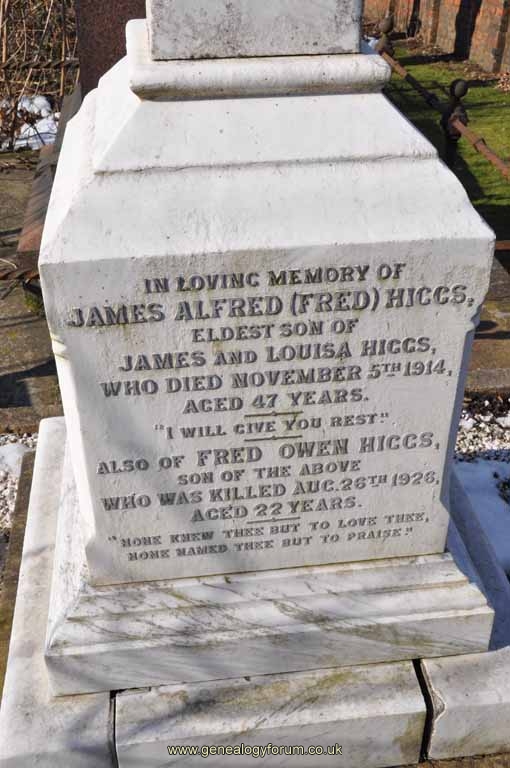 IN LOVING MEMORY OF
JAMES ALFRED (FRED) HIGGS,
ELDEST SON OF
JAMES AND LOUISA HIGGS,
WHO DIED NOVEMBER 5TH 1914,
AGED 47 YEARS.
"I WILL GIVE YOU REST."
ALSO OF FRED OWEN HIGGS,
SON OF THE ABOVE
WHO WAS KILLED AUG. 26TH 1926,
AGED 22 YEARS.
"NONE KNEW THEE BUT TO LOVE THEE,
NONE NAMED THEE BUT TO PRAISE."
www.genealogyforum.co.uk